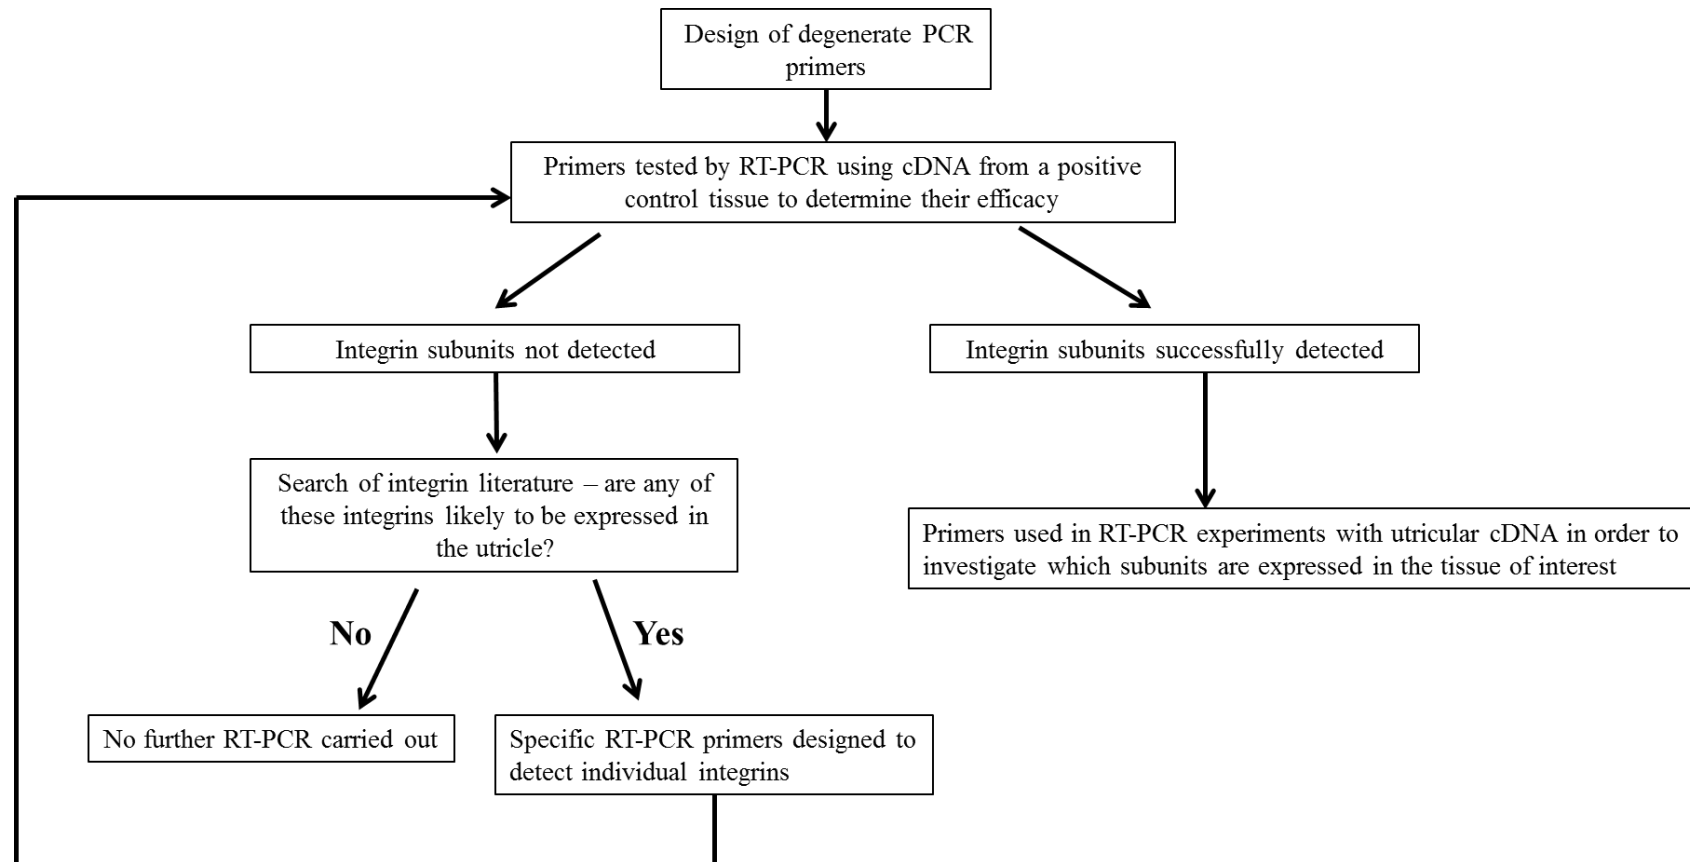 Design of degenerate PCR
primers
Primers tested by RT-PCR using cDNA from a positive
control tissue to determine their efficacy
Integrin subunits not detected
Integrin subunits successfully detected
Search of integrin literature – are any of
these integrins likely to be expressed in
the utricle?
Primers used in RT-PCR experiments with utricular cDNA in order to
investigate which subunits are expressed in the tissue of interest
No
Yes
No further RT-PCR carried out
Specific RT-PCR primers designed to
detect individual integrins